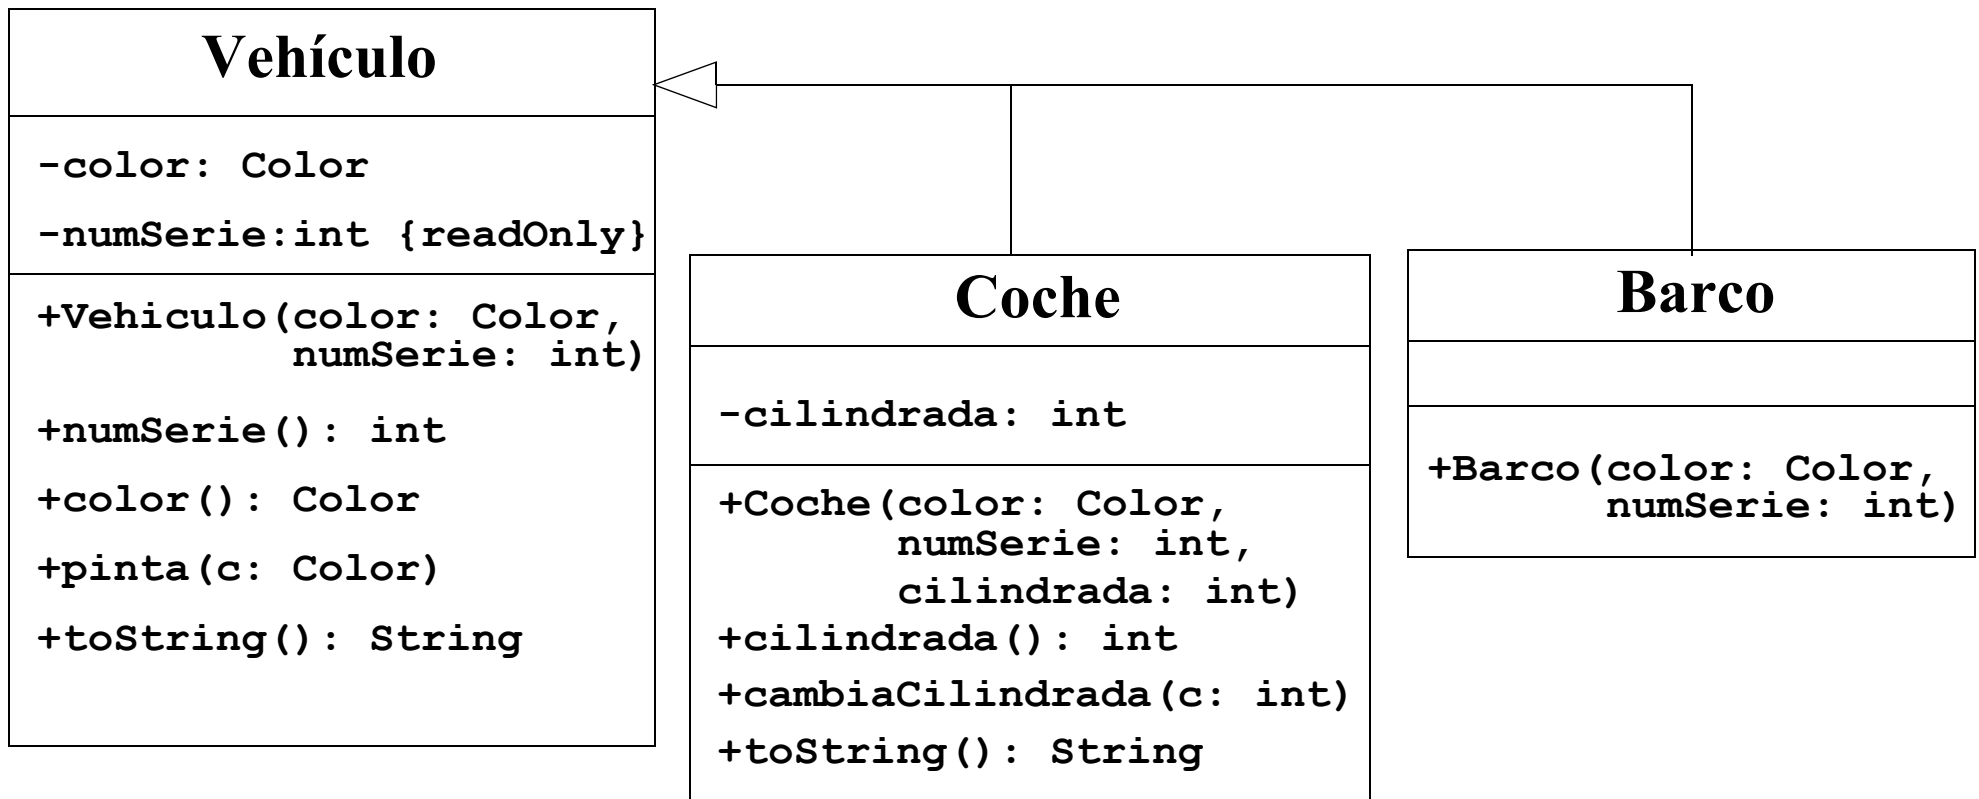 Vehículo
-color: Color
-numSerie:int {readOnly}
+Vehiculo(color: Color,
numSerie: int)
+numSerie(): int
+color(): Color
+pinta(c: Color)
+toString(): String
Coche
-cilindrada: int
+Coche(color: Color,
numSerie: int,
cilindrada: int)
+cilindrada(): int
+cambiaCilindrada(c: int)
+toString(): String
Barco
+Barco(color: Color,
numSerie: int)